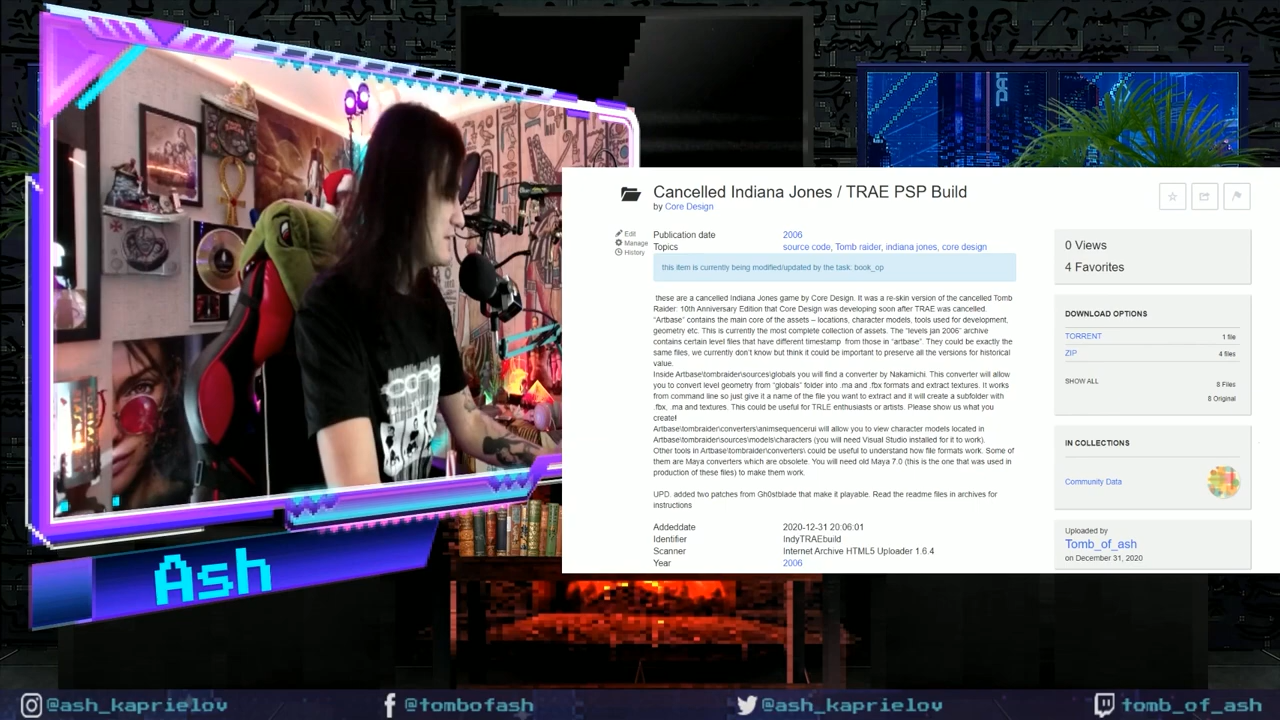 Cancelled Indiana Jones / TRAE PSP Build
by Core Design
Edit
Manage
History
Publication date 2006
Topics source code, Tomb raider, indiana jones, core design
this item is currently being modified/updated by the task: book_op
these are a cancelled Indiana Jones game by Core Design. It was a re-skin version of the cancelled Tomb
Raider: 10th Anniversary Edition that Core Design was developing soon after TRAE was cancelled.
"Artbase" contains the main core of the assets – locations, character models, tools used for development,
geometry etc. This is currently the most complete collection of assets. The "levels jan 2006" archive
contains certain level files that have different timestamp from those in "artbase". They could be exactly the
same files, we currently don't know but think it could be important to preserve all the versions for historical
value.
Inside Artbase\tombraider\sources\globals you will find a converter by Nakamichi. This converter will allow
you to convert level geometry from "globals" folder into .ma and .fbx formats and extract textures. It works
from command line so just give it a name of the file you want to extract and it will create a subfolder with
.fbx, .ma and textures. This could be useful for TRLE enthusiasts or artists. Please show us what you
create!
Artbase\tombraider\converters\animsequencerui will allow you to view character models located in
Artbase\tombraider\sources\models\characters (you will need Visual Studio installed for it to work).
Other tools in Artbase\tombraider\converters\ could be useful to understand how file formats work. Some of
them are Maya converters which are obsolete. You will need old Maya 7.0 (this is the one that was used in
production of these files) to make them work.
UPD. added two patches from Gh0stblade that make it playable. Read the readme files in archives for
instructions
Addeddate 2020-12-31 20:06:01
Identifier IndyTRAEbuild
Scanner Internet Archive HTML5 Uploader 1.6.4
Year 2006
0 Views
4 Favorites
DOWNLOAD OPTIONS
TORRENT 1 file
ZIP 4 files
SHOW ALL 8 Files
8 Original
IN COLLECTIONS
Community Data
Uploaded by
Tomb_of_ash
on December 31, 2020
Ash
@ash_kaprielov @tombofash @ash_kaprielov tomb_of_ash